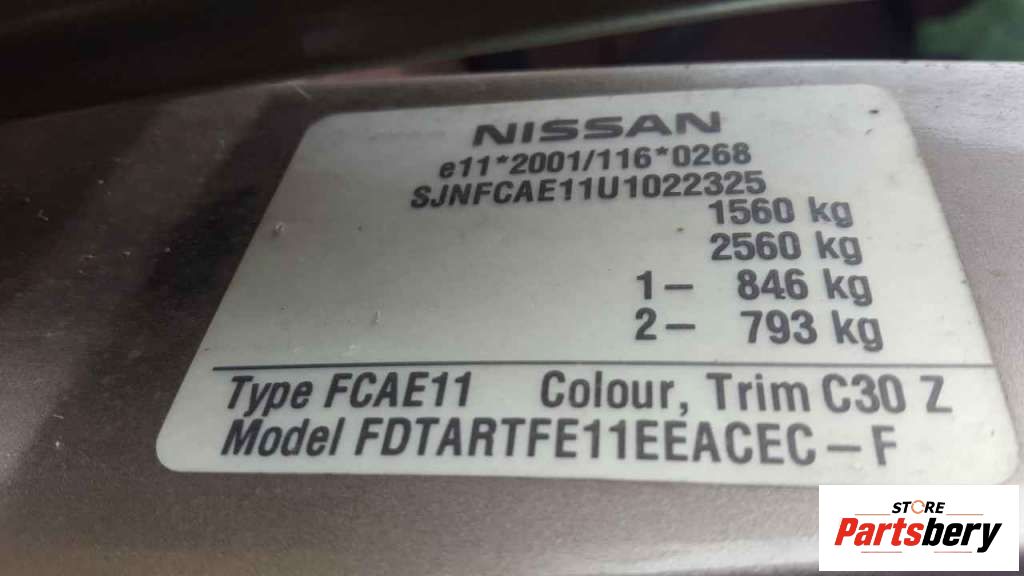 NISSAN
e11*2001/116*0268
SJNFCAE11U1022325
1560 kg
2560 kg
1– 846 kg
2– 793 kg
Type FCAE11 Colour, Trim C30 Z
Model FDTARTFE11EEACEC–F
STORE
Partsbery